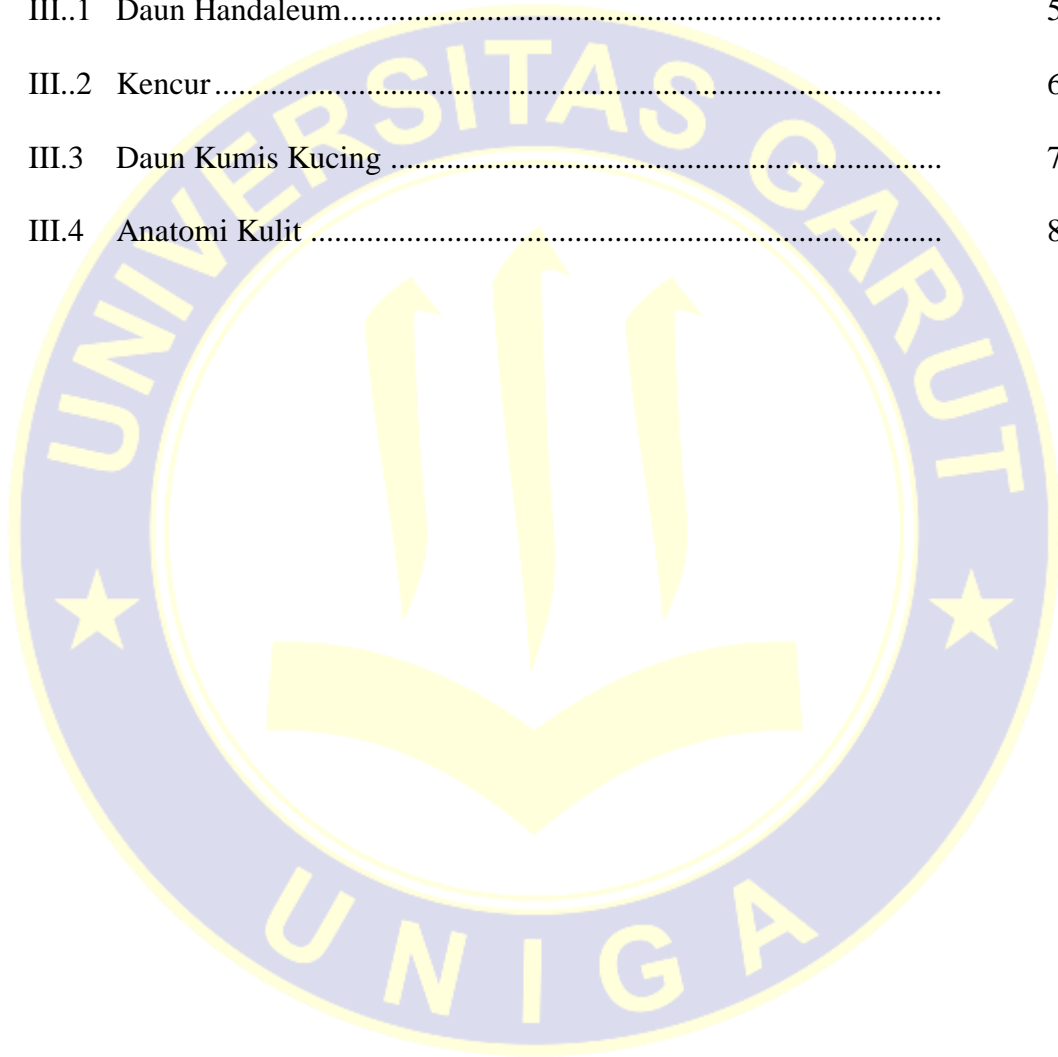 III..1 Daun Handaleum.......................................................................... 5
III..2 Kencur........................................................................................... 6
III.3 Daun Kumis Kucing ..................................................................... 7
III.4 Anatomi Kulit ............................................................................... 8
UNIVERSITAS GARUT
UNIGA